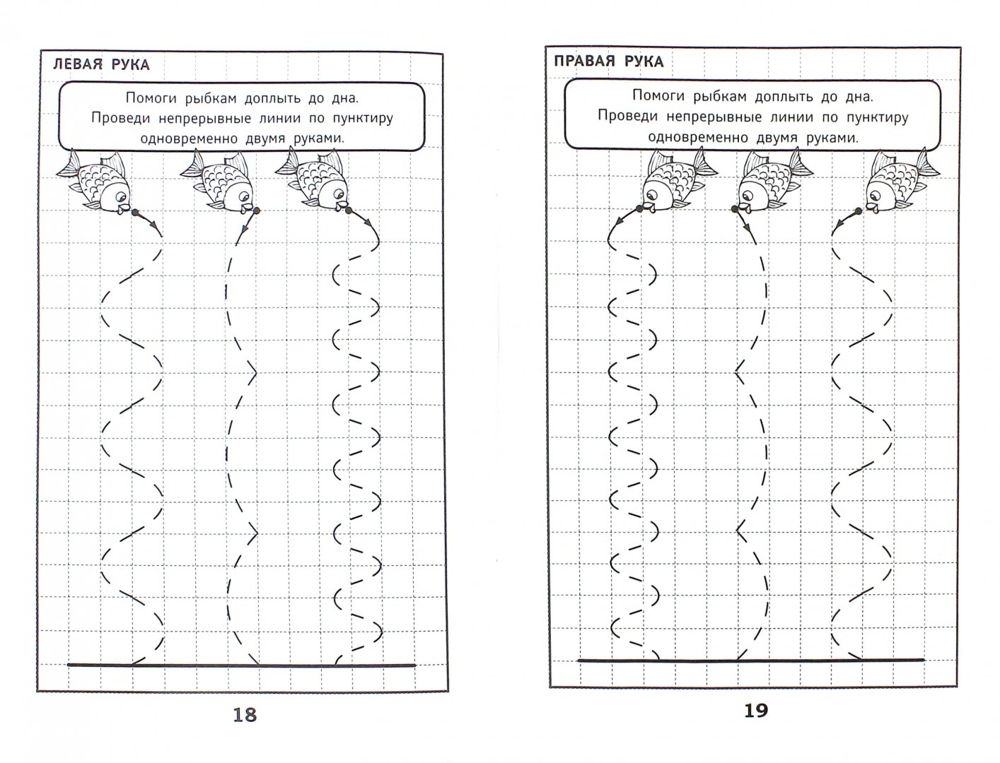 ЛЕВАЯ РУКА
Помоги рыбкам доплыть до дна.
Проведи непрерывные линии по пунктиру
одновременно двумя руками.
18
ПРАВАЯ РУКА
Помоги рыбкам доплыть до дна.
Проведи непрерывные линии по пунктиру
одновременно двумя руками.
19